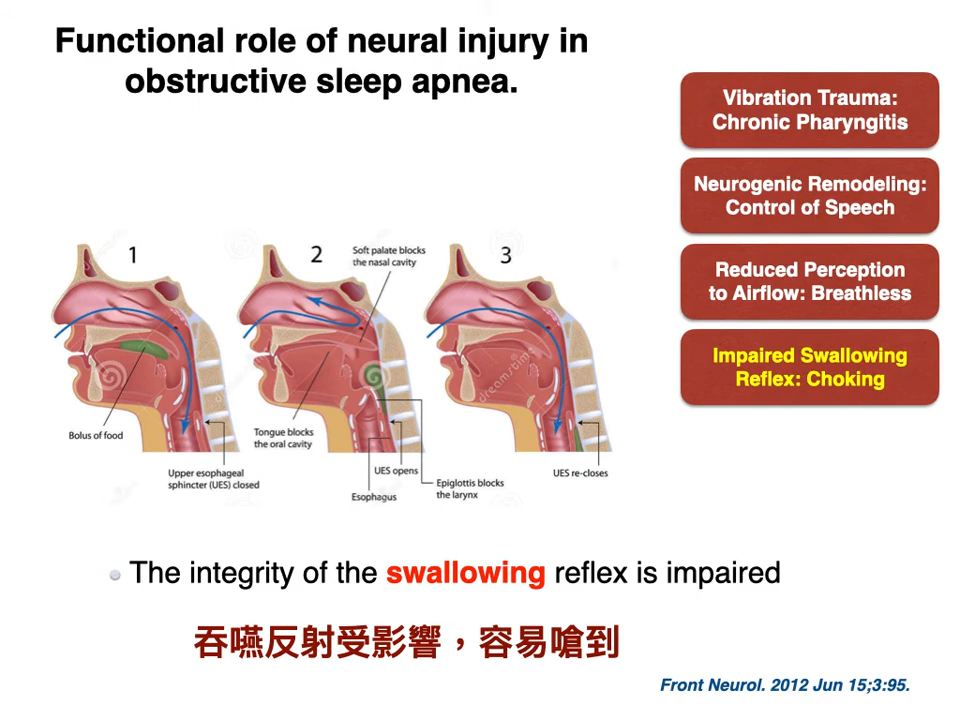 Functional role of neural injury in
obstructive sleep apnea.
Vibration Trauma:
Chronic Pharyngitis
Neurogenic Remodeling:
Control of Speech
Reduced Perception
to Airflow: Breathless
Impaired Swallowing
Reflex: Choking
1
Bolus of food
Upper esophageal
sphincter (UES) closed
2
Soft palate blocks
the nasal cavity
Tongue blocks
the oral cavity
UES opens
Esophagus
Epiglottis blocks
the larynx
3
dreamstime
UES re-closes
The integrity of the swallowing reflex is impaired
吞嚥反射受影響，容易嗆到
Front Neurol. 2012 Jun 15;3:95.